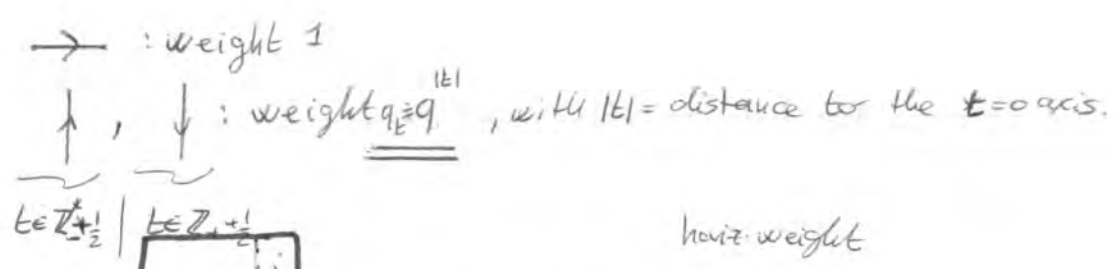 → : weight 1
↑ , ↓ : weight q_t ≡ q^{|t|} , with |t| = distance to the t=0 axis.
t ∈ ℤ_-^* + 1/2 | t ∈ ℤ_+ + 1/2
horiz. weight